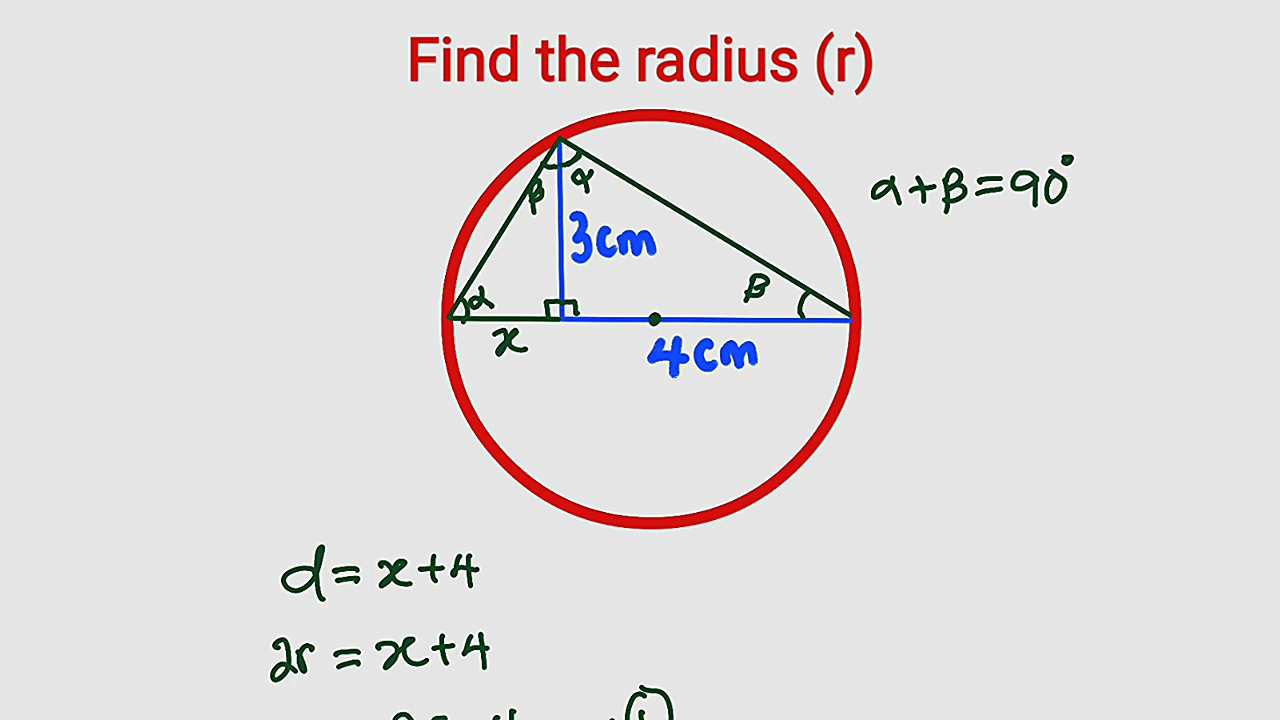 Find the radius (r)
α+β=90°
β α
3cm
α β
x
4cm
d=x+4
2r=x+4